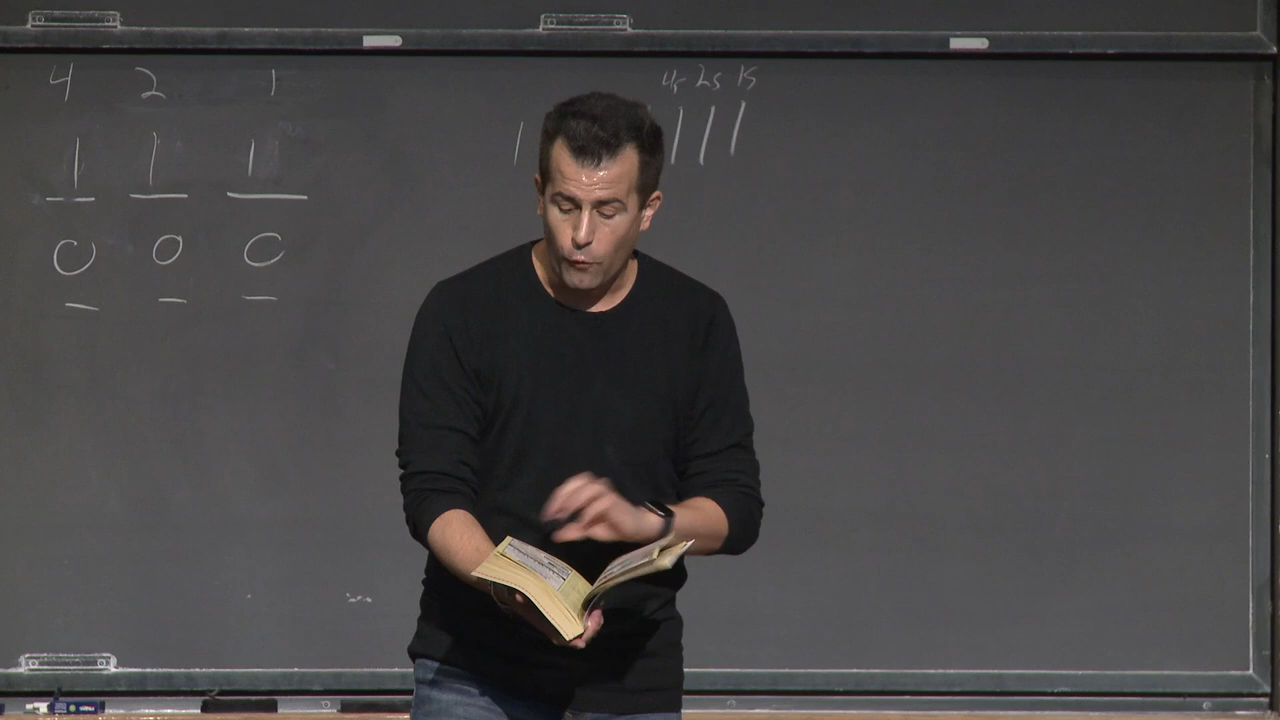 4 2 1
1 1 1
0 0 0
4s 2s 1s
1 1 1 1